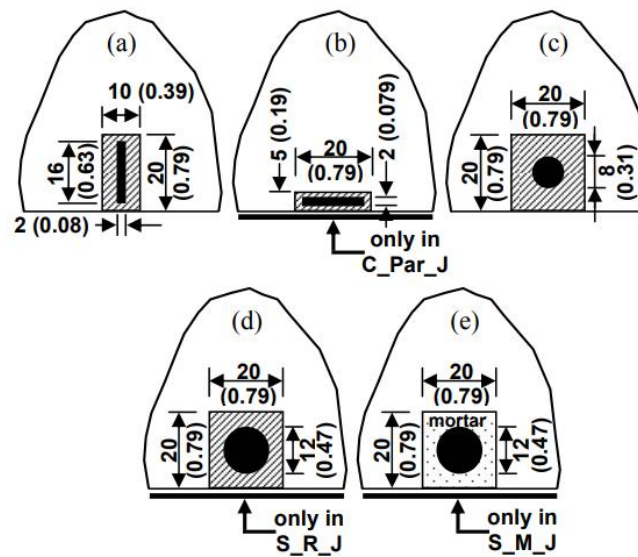 (a)
10 (0.39)
16
(0.63)
20
(0.79)
2 (0.08)
(b)
5 (0.19)
20
(0.79)
2 (0.079)
only in
C_Par_J
(c)
20
(0.79)
20
(0.79)
8
(0.31)
(d)
20
(0.79)
20
(0.79)
12
(0.47)
only in
S_R_J
(e)
20
(0.79)
mortar
20
(0.79)
12
(0.47)
only in
S_M_J